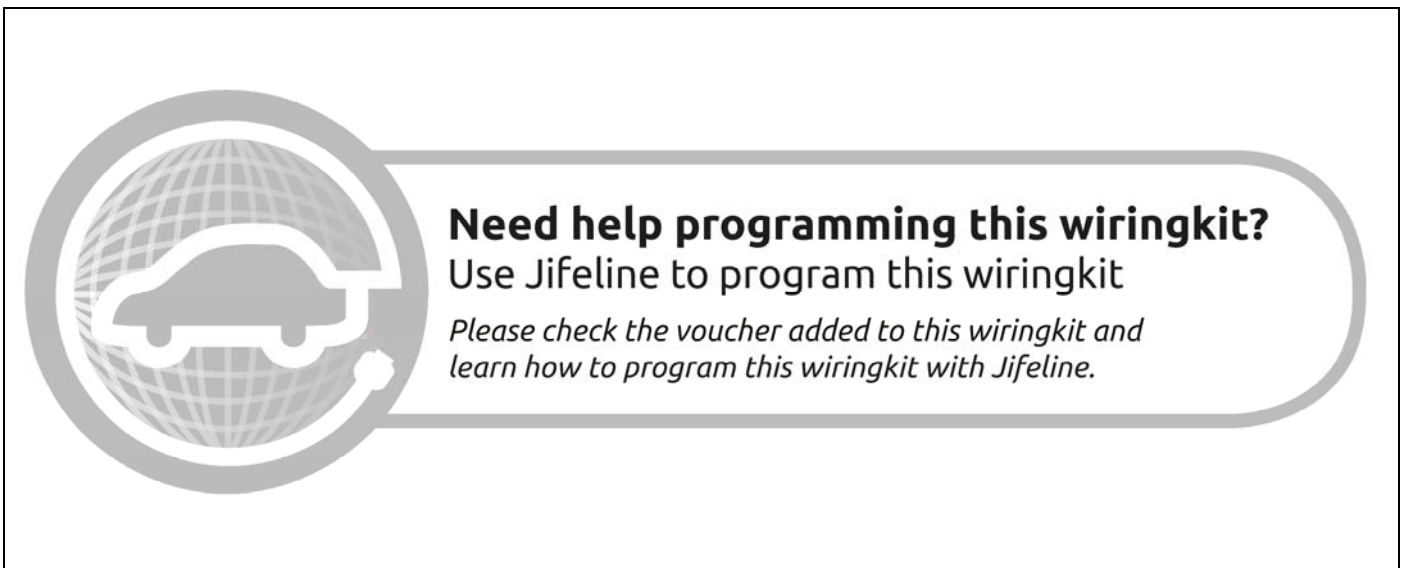 Need help programming this wiringkit?
Use Jifeline to program this wiringkit
Please check the voucher added to this wiringkit and
learn how to program this wiringkit with Jifeline.